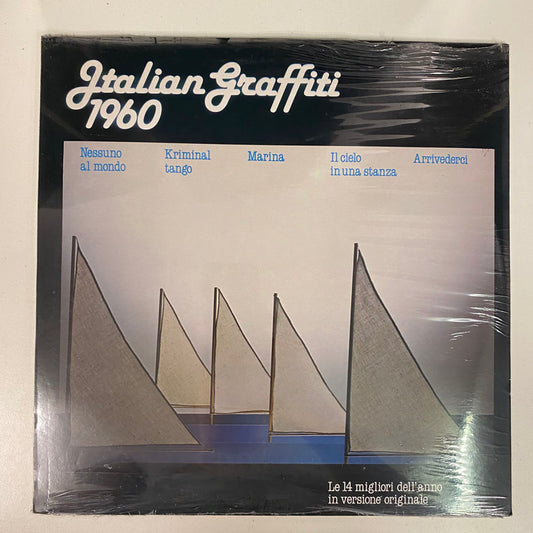 Italian Graffiti
1960
Nessuno
al mondo
Kriminal
tango
Marina
Il cielo
in una stanza
Arrivederci
Le 14 migliori dell'anno
in versione originale